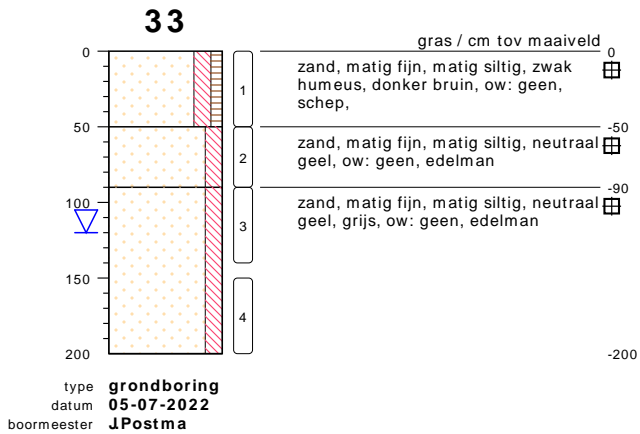 33
gras / cm tov maaiveld
0
0
zand, matig fijn, matig siltig, zwak
humeus, donker bruin, ow: geen,
schep,
1
50
-50
zand, matig fijn, matig siltig, neutraal
geel, ow: geen, edelman
2
-90
zand, matig fijn, matig siltig, neutraal
geel, grijs, ow: geen, edelman
100
3
150
4
200
-200
type grondboring
datum 05-07-2022
boormeester J.Postma